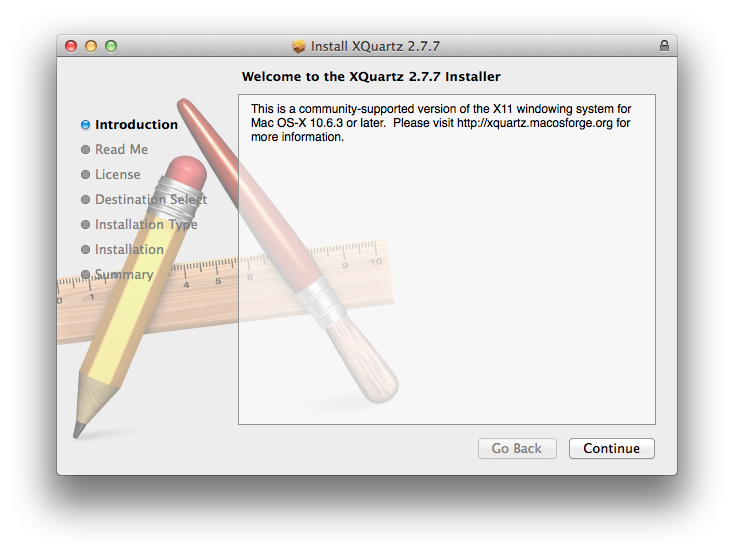 Install XQuartz 2.7.7
Welcome to the XQuartz 2.7.7 Installer
Introduction
Read Me
License
Destination Select
Installation Type
Installation
Summary
This is a community-supported version of the X11 windowing system for
Mac OS-X 10.6.3 or later.  Please visit http://xquartz.macosforge.org for
more information.
0 1 4 5 6 9 10
Go Back
Continue